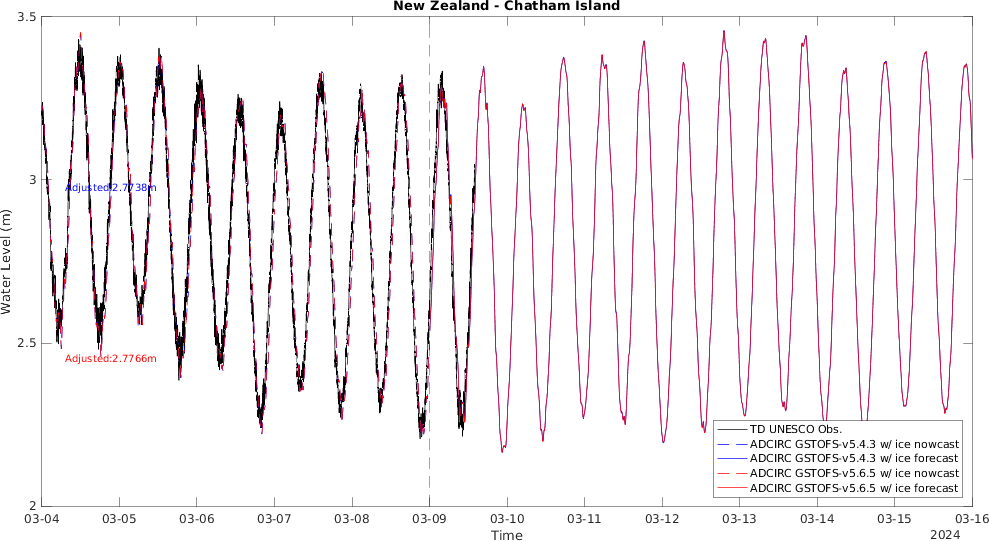 New Zealand - Chatham Island
3.5
3
2.5
2
Water Level (m)
Adjusted:2.7738m
Adjusted:2.7766m
TD UNESCO Obs.
ADCIRC GSTOFS-v5.4.3 w/ ice nowcast
ADCIRC GSTOFS-v5.4.3 w/ ice forecast
ADCIRC GSTOFS-v5.6.5 w/ ice nowcast
ADCIRC GSTOFS-v5.6.5 w/ ice forecast
03-04 03-05 03-06 03-07 03-08 03-09 03-10 03-11 03-12 03-13 03-14 03-15 03-16
Time
2024